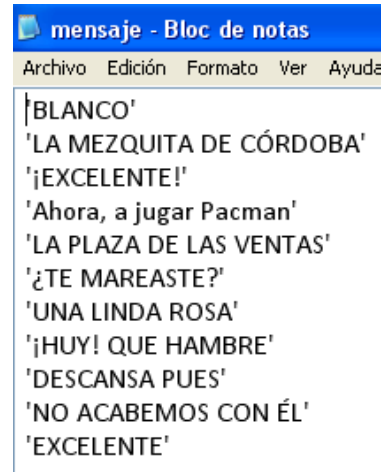 mensaje - Bloc de notas
Archivo Edición Formato Ver Ayuda
'BLANCO'
'LA MEZQUITA DE CÓRDOBA'
'¡EXCELENTE!'
'Ahora, a jugar Pacman'
'LA PLAZA DE LAS VENTAS'
'¿TE MAREASTE?'
'UNA LINDA ROSA'
'¡HUY! QUE HAMBRE'
'DESCANSA PUES'
'NO ACABEMOS CON ÉL'
'EXCELENTE'